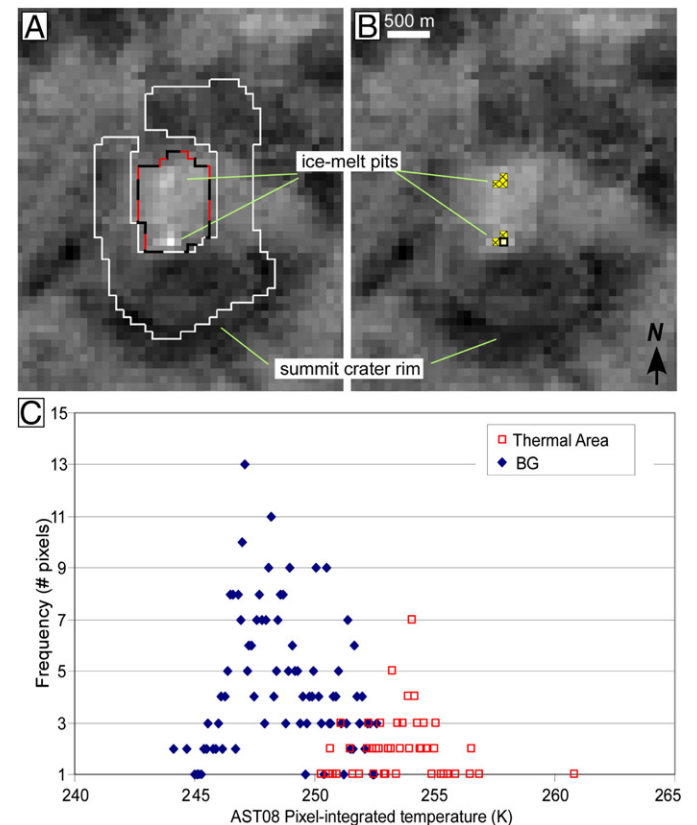 A
B
500 m
ice-melt pits
summit crater rim
N
C
15
13
11
9
7
5
3
1
Frequency (# pixels)
Thermal Area
BG
240
245
250
255
260
265
AST08 Pixel-integrated temperature (K)